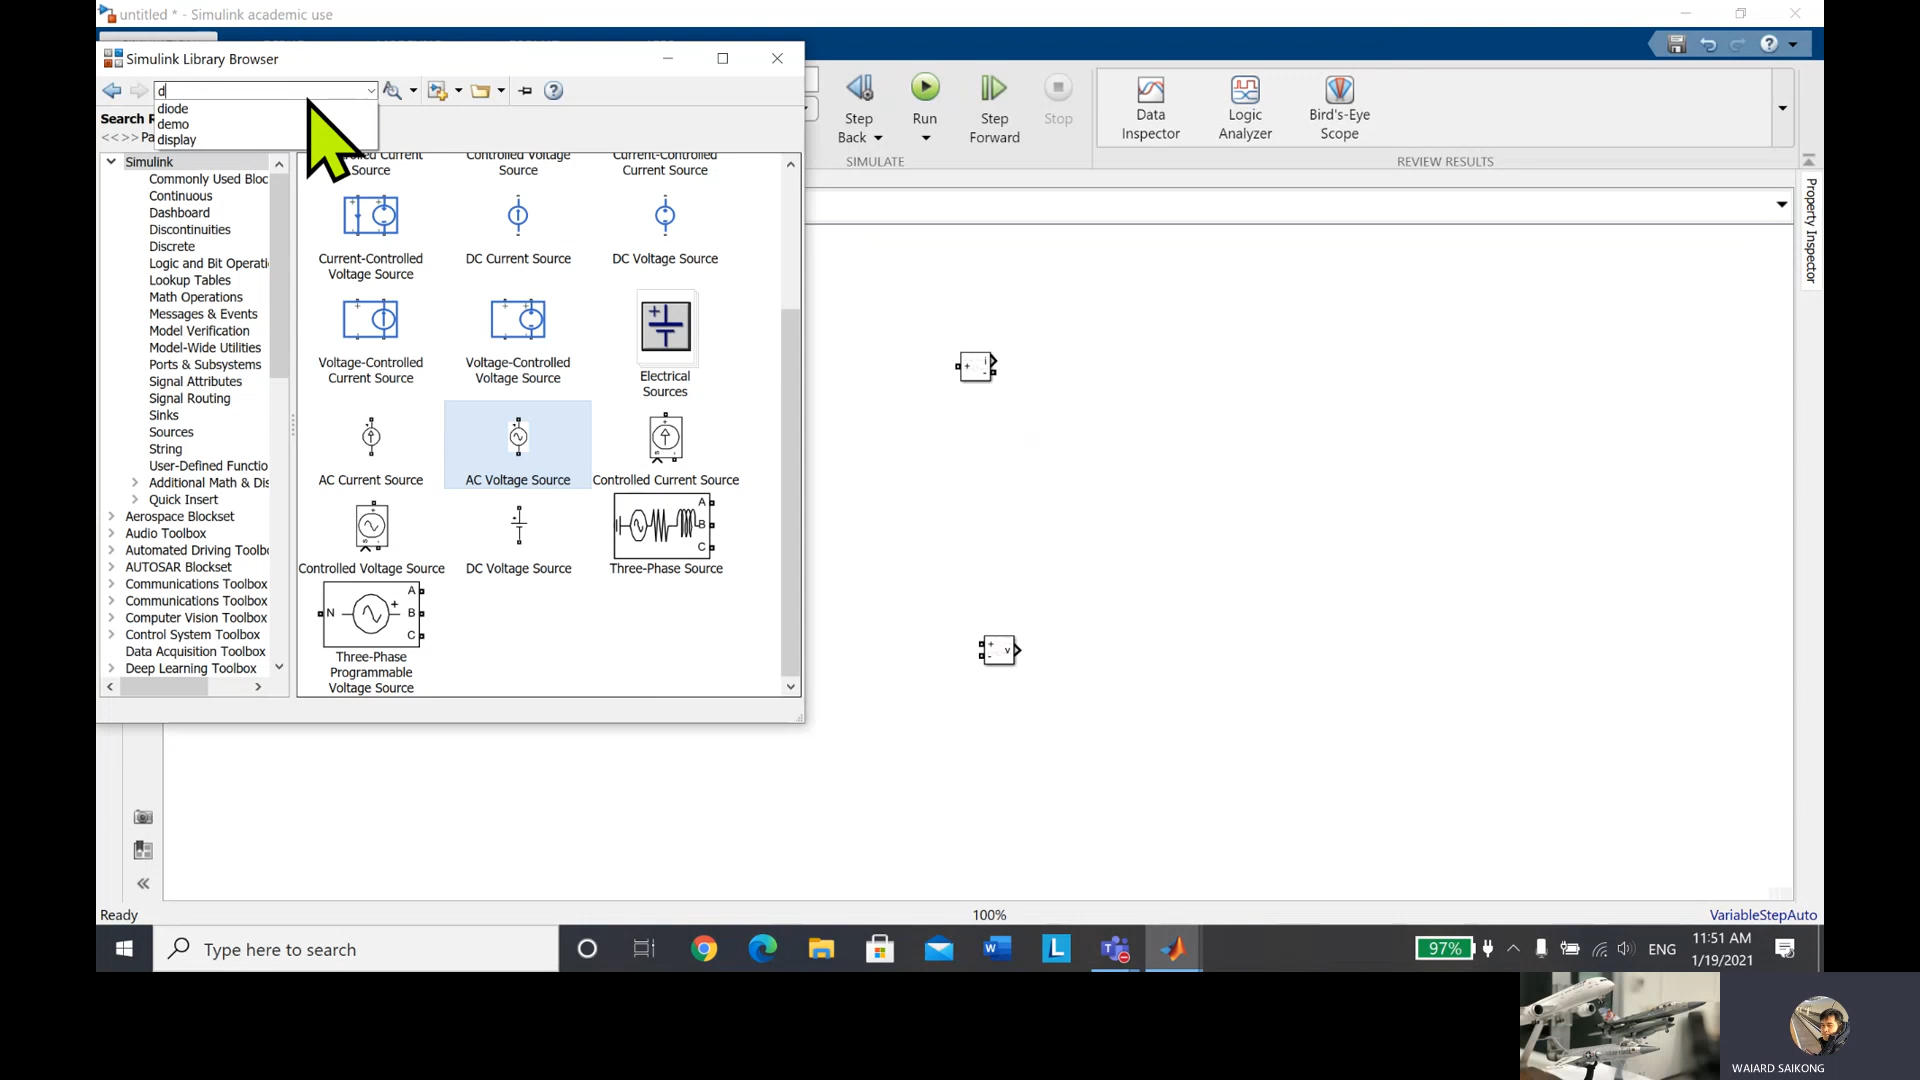 untitled * - Simulink academic use
Simulink Library Browser
d
diode
demo
display
Search R
<<>>Pa
Simulink
Commonly Used Bloc
Continuous
Dashboard
Discontinuities
Discrete
Logic and Bit Operati
Lookup Tables
Math Operations
Messages & Events
Model Verification
Model-Wide Utilities
Ports & Subsystems
Signal Attributes
Signal Routing
Sinks
Sources
String
User-Defined Functio
Additional Math & Dis
Quick Insert
Aerospace Blockset
Audio Toolbox
Automated Driving Toolbo
AUTOSAR Blockset
Communications Toolbox
Communications Toolbox
Computer Vision Toolbox
Control System Toolbox
Data Acquisition Toolbox
Deep Learning Toolbox
rolled Current
Source
Controlled Voltage
Source
Current-Controlled
Current Source
Current-Controlled
Voltage Source
DC Current Source
DC Voltage Source
Voltage-Controlled
Current Source
Voltage-Controlled
Voltage Source
Electrical
Sources
AC Current Source
AC Voltage Source
Controlled Current Source
Controlled Voltage Source
DC Voltage Source
A
B
C
Three-Phase Source
N
A
B
C
Three-Phase
Programmable
Voltage Source
Step
Back
Run
Step
Forward
Stop
SIMULATE
Data
Inspector
Logic
Analyzer
Bird's-Eye
Scope
REVIEW RESULTS
Property Inspector
+ i -
+ v -
Ready
100%
VariableStepAuto
Type here to search
97%
ENG
11:51 AM
1/19/2021
WAIARD SAIKONG